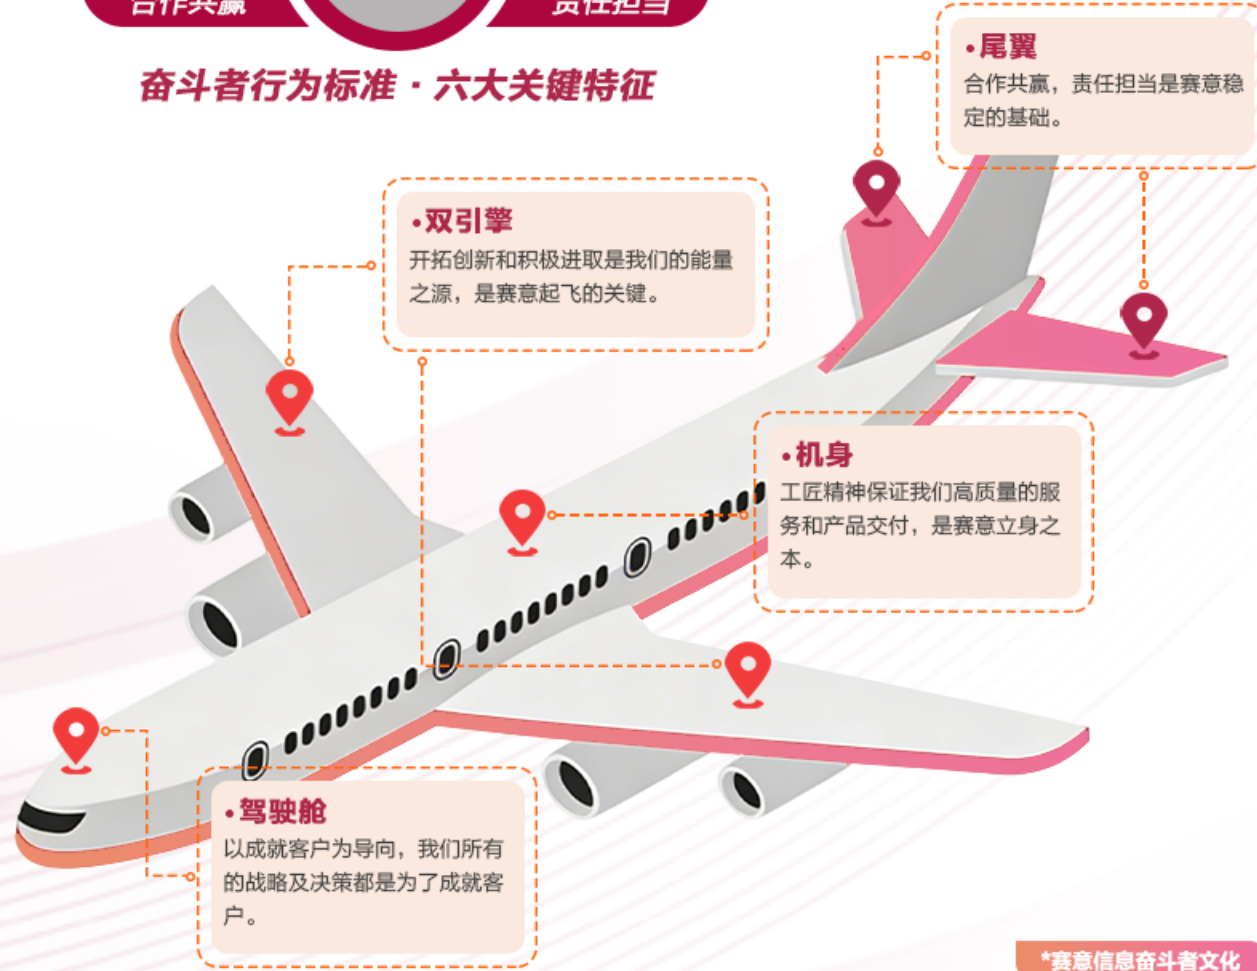 合作共赢
责任担当
奋斗者行为标准·六大关键特征
•尾翼
合作共赢，责任担当是赛意稳
定的基础。
•双引擎
开拓创新和积极进取是我们的能量
之源，是赛意起飞的关键。
•机身
工匠精神保证我们高质量的服
务和产品交付，是赛意立身之
本。
•驾驶舱
以成就客户为导向，我们所有
的战略及决策都是为了成就客
户。
*赛意信息奋斗者文化